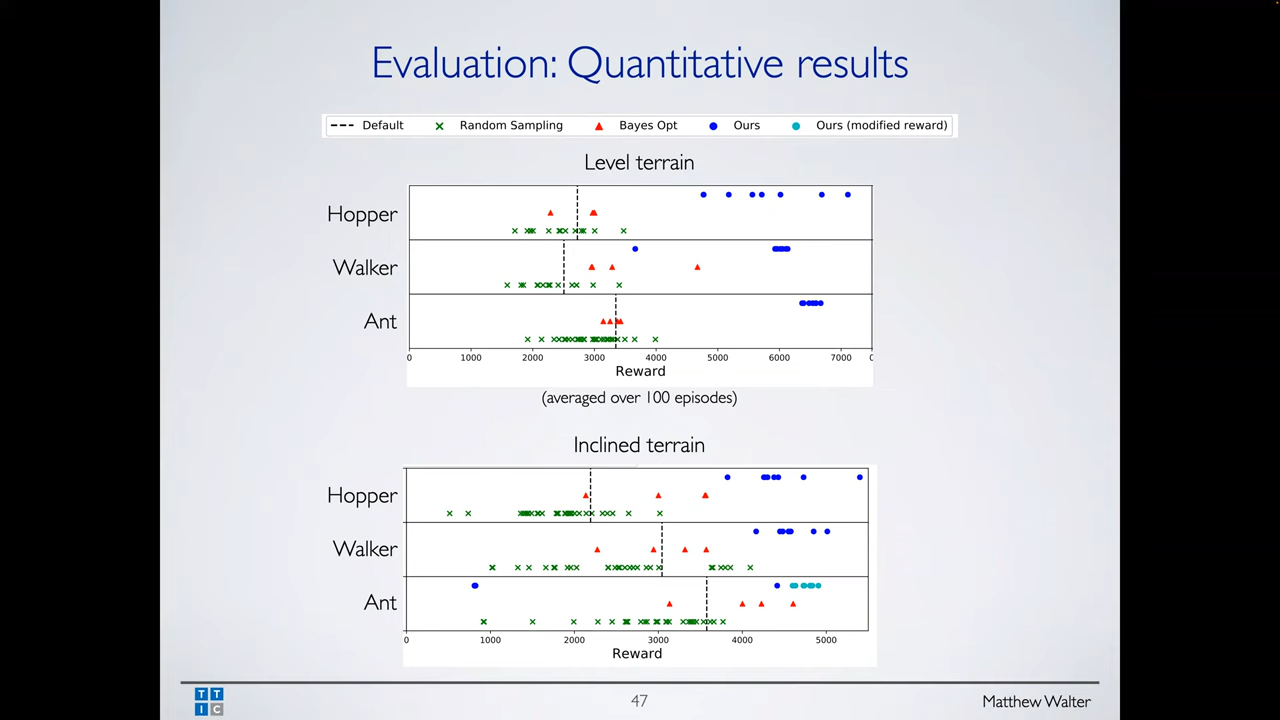 Evaluation: Quantitative results
Default Random Sampling Bayes Opt Ours Ours (modified reward)
Level terrain
Hopper
Walker
Ant
0 1000 2000 3000 4000 5000 6000 7000
Reward
(averaged over 100 episodes)
Inclined terrain
Hopper
Walker
Ant
0 1000 2000 3000 4000 5000
Reward
T T
I C
47
Matthew Walter